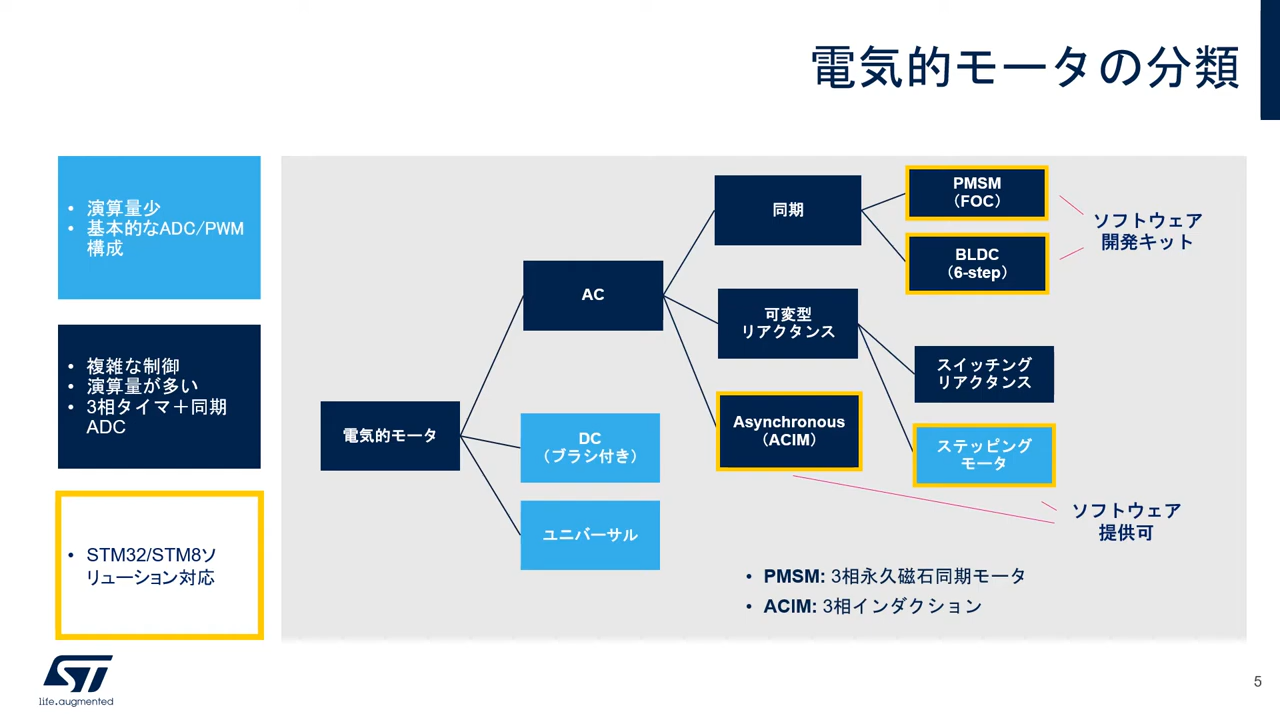 電気的モータの分類
• 演算量少
• 基本的なADC/PWM
構成
• 複雑な制御
• 演算量が多い
• 3相タイマ＋同期
ADC
• STM32/STM8ソ
リューション対応
電気的モータ
AC
DC
（ブラシ付き）
ユニバーサル
同期
可変型
リアクタンス
Asynchronous
（ACIM）
PMSM
（FOC）
BLDC
（6-step）
スイッチング
リアクタンス
ステッピング
モータ
ソフトウェア
開発キット
ソフトウェア
提供可
• PMSM: 3相永久磁石同期モータ
• ACIM: 3相インダクション
ST
life.augmented
5